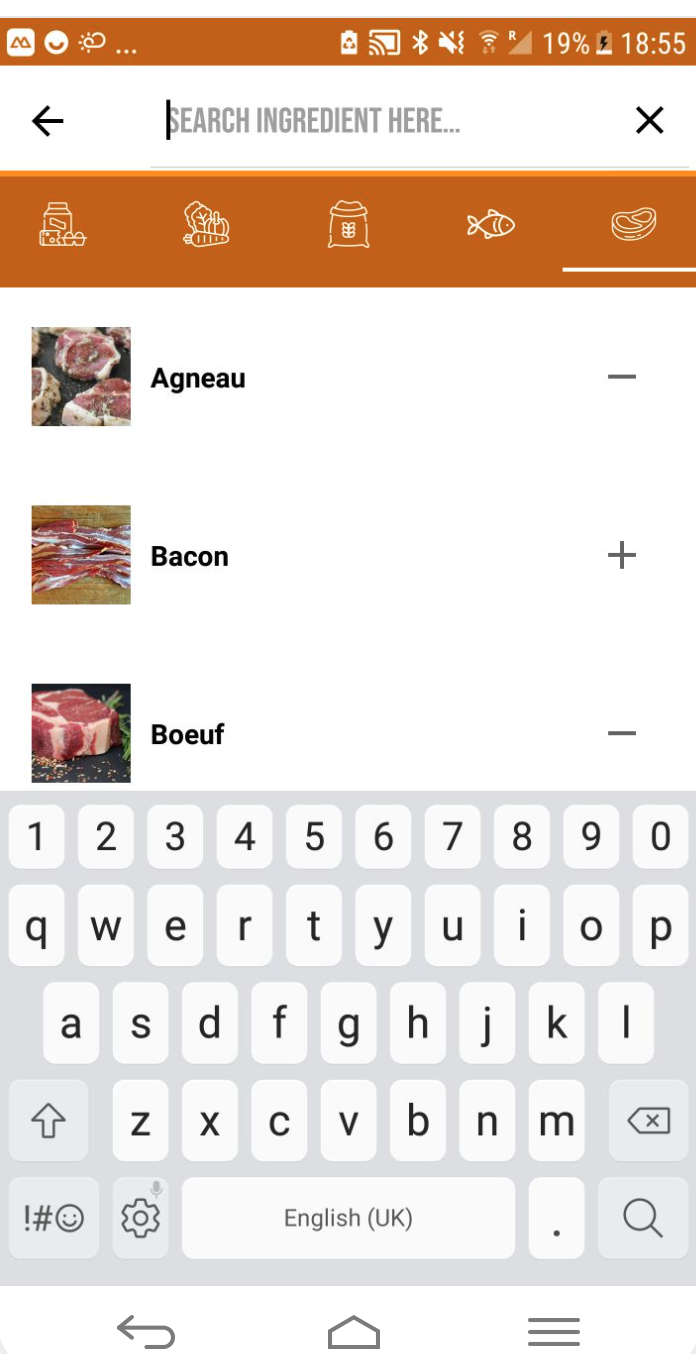 ... R 19% 18:55
SEARCH INGREDIENT HERE...
Agneau
Bacon
Boeuf
1 2 3 4 5 6 7 8 9 0
q w e r t y u i o p
a s d f g h j k l
z x c v b n m
!#☺ English (UK) .